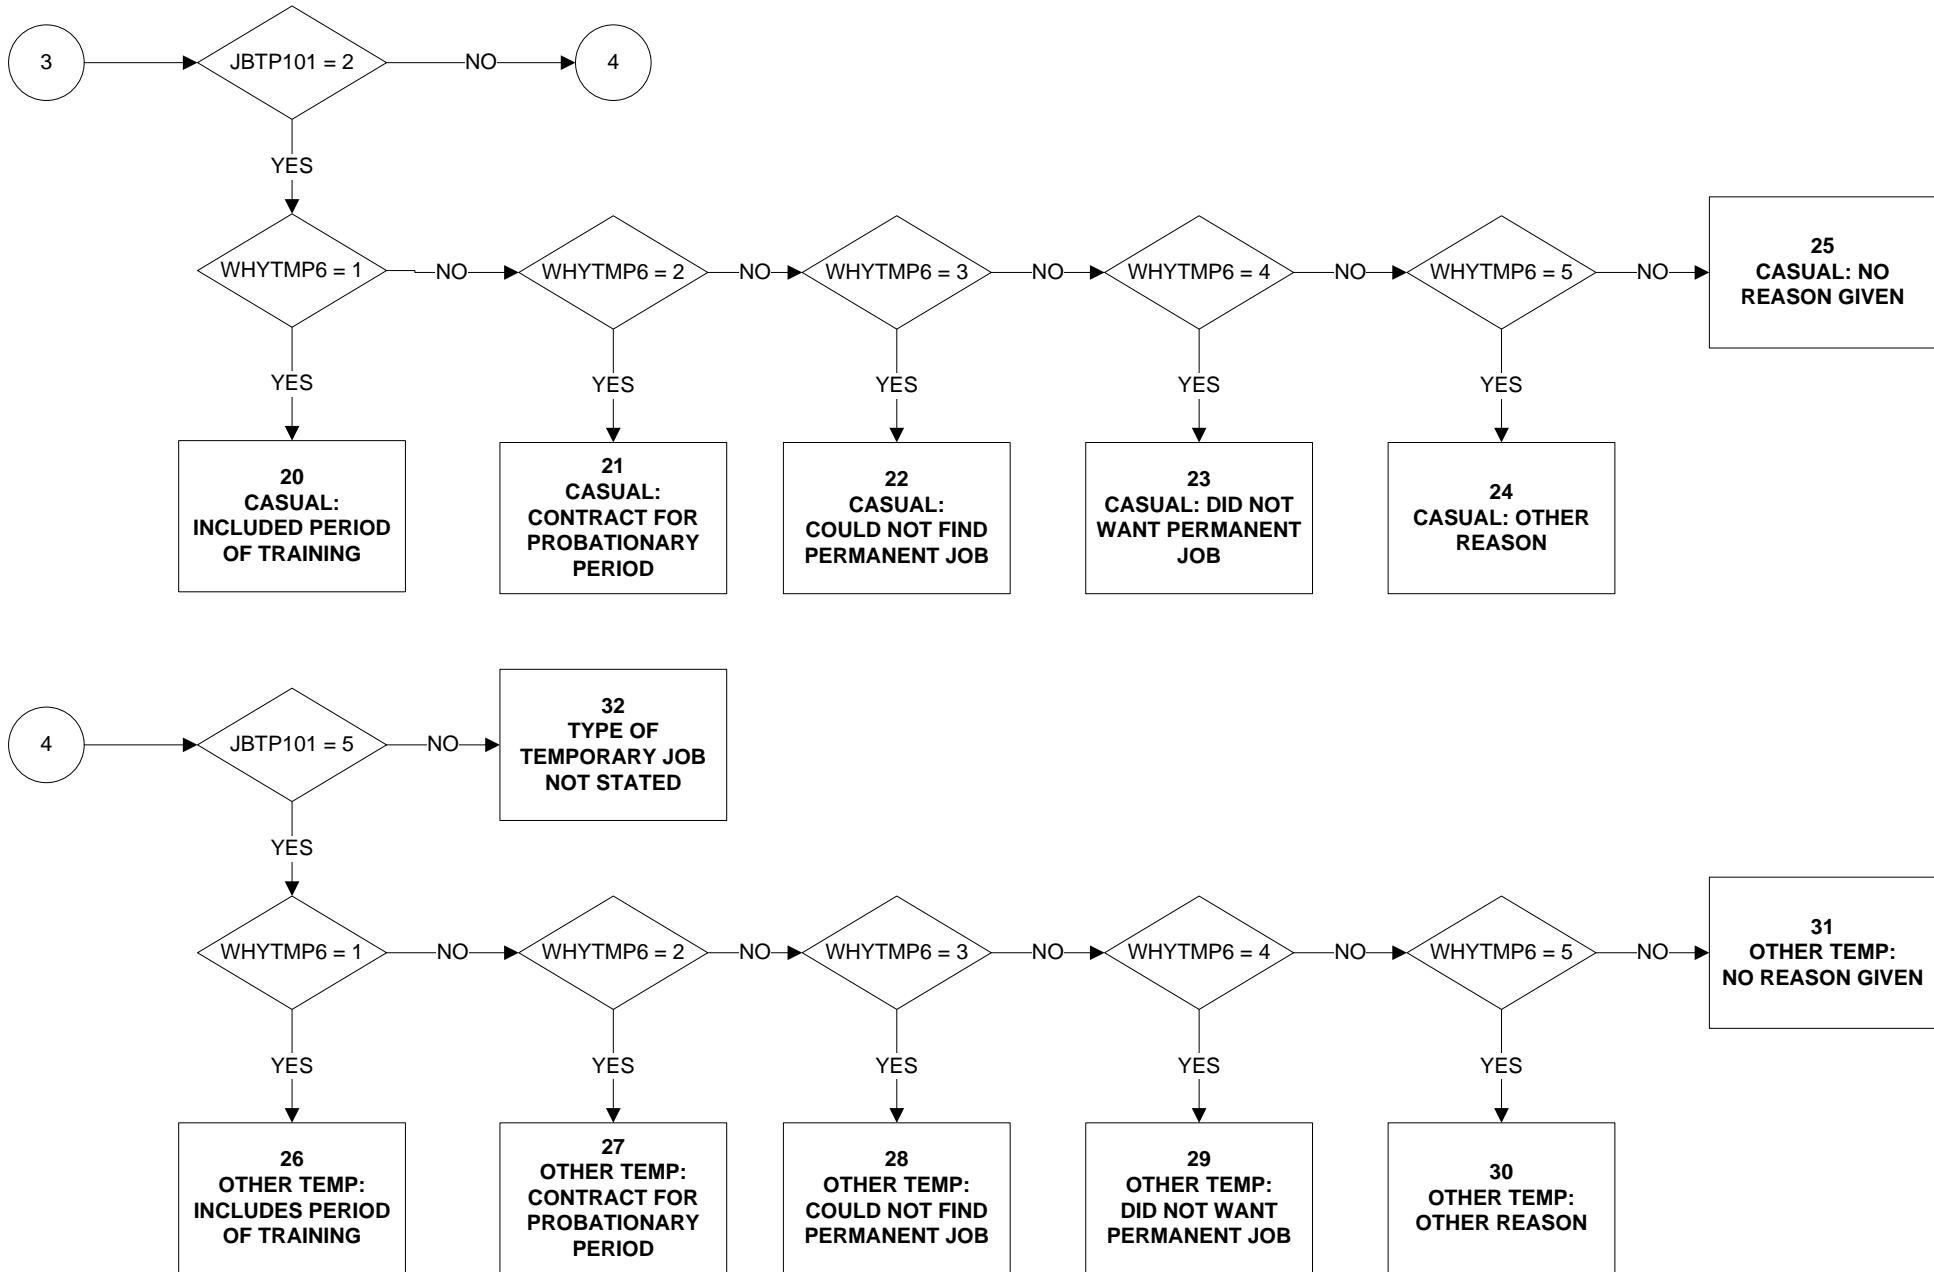 3
JBTP101 = 2
NO
4
YES
WHYTMP6 = 1
NO
WHYTMP6 = 2
NO
WHYTMP6 = 3
NO
WHYTMP6 = 4
NO
WHYTMP6 = 5
NO
25
CASUAL: NO
REASON GIVEN
YES
YES
YES
YES
YES
20
CASUAL:
INCLUDED PERIOD
OF TRAINING
21
CASUAL:
CONTRACT FOR
PROBATIONARY
PERIOD
22
CASUAL:
COULD NOT FIND
PERMANENT JOB
23
CASUAL: DID NOT
WANT PERMANENT
JOB
24
CASUAL: OTHER
REASON
4
JBTP101 = 5
NO
32
TYPE OF
TEMPORARY JOB
NOT STATED
YES
WHYTMP6 = 1
NO
WHYTMP6 = 2
NO
WHYTMP6 = 3
NO
WHYTMP6 = 4
NO
WHYTMP6 = 5
NO
31
OTHER TEMP:
NO REASON GIVEN
YES
YES
YES
YES
YES
26
OTHER TEMP:
INCLUDES PERIOD
OF TRAINING
27
OTHER TEMP:
CONTRACT FOR
PROBATIONARY
PERIOD
28
OTHER TEMP:
COULD NOT FIND
PERMANENT JOB
29
OTHER TEMP:
DID NOT WANT
PERMANENT JOB
30
OTHER TEMP:
OTHER REASON